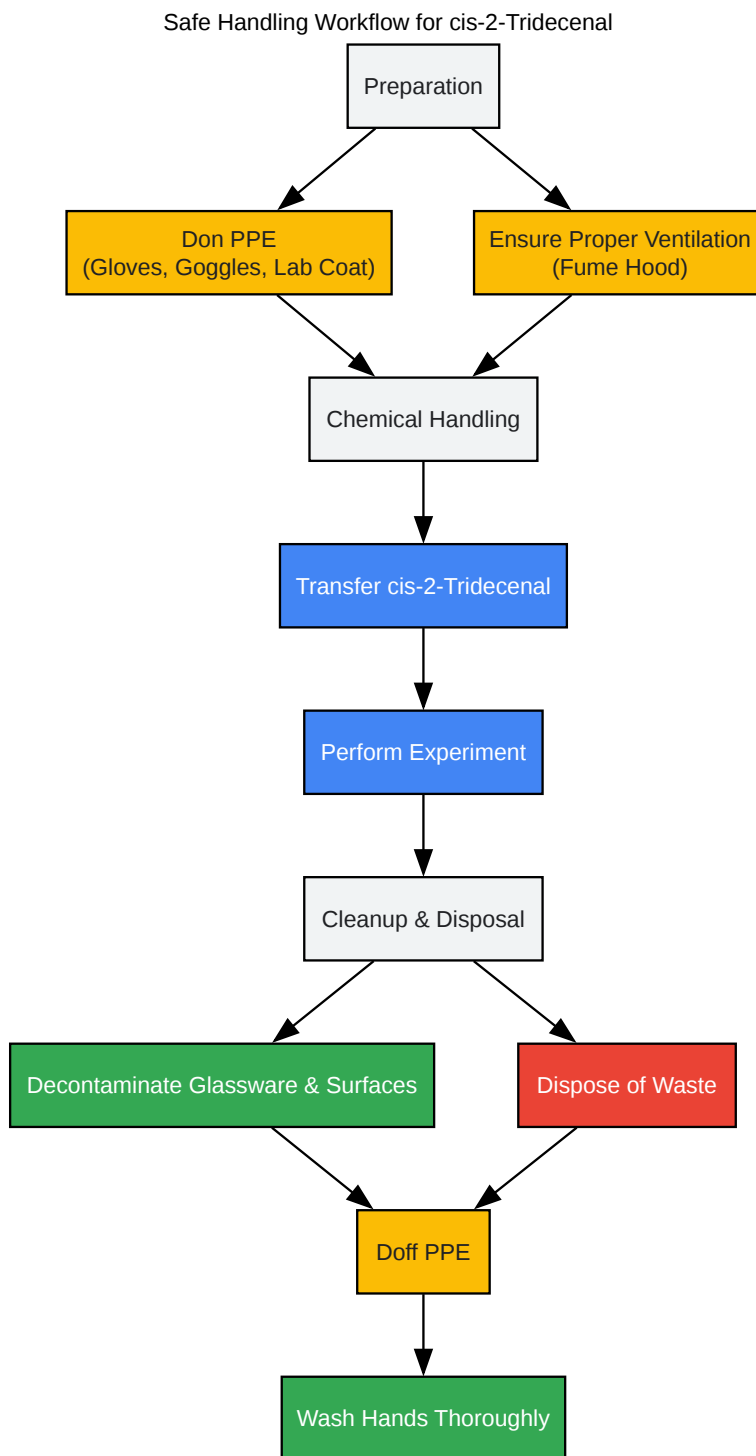 Safe Handling Workflow for cis-2-Tridecenal
Preparation
Don PPE
(Gloves, Goggles, Lab Coat)
Ensure Proper Ventilation
(Fume Hood)
Chemical Handling
Transfer cis-2-Tridecenal
Perform Experiment
Cleanup & Disposal
Decontaminate Glassware & Surfaces
Dispose of Waste
Doff PPE
Wash Hands Thoroughly